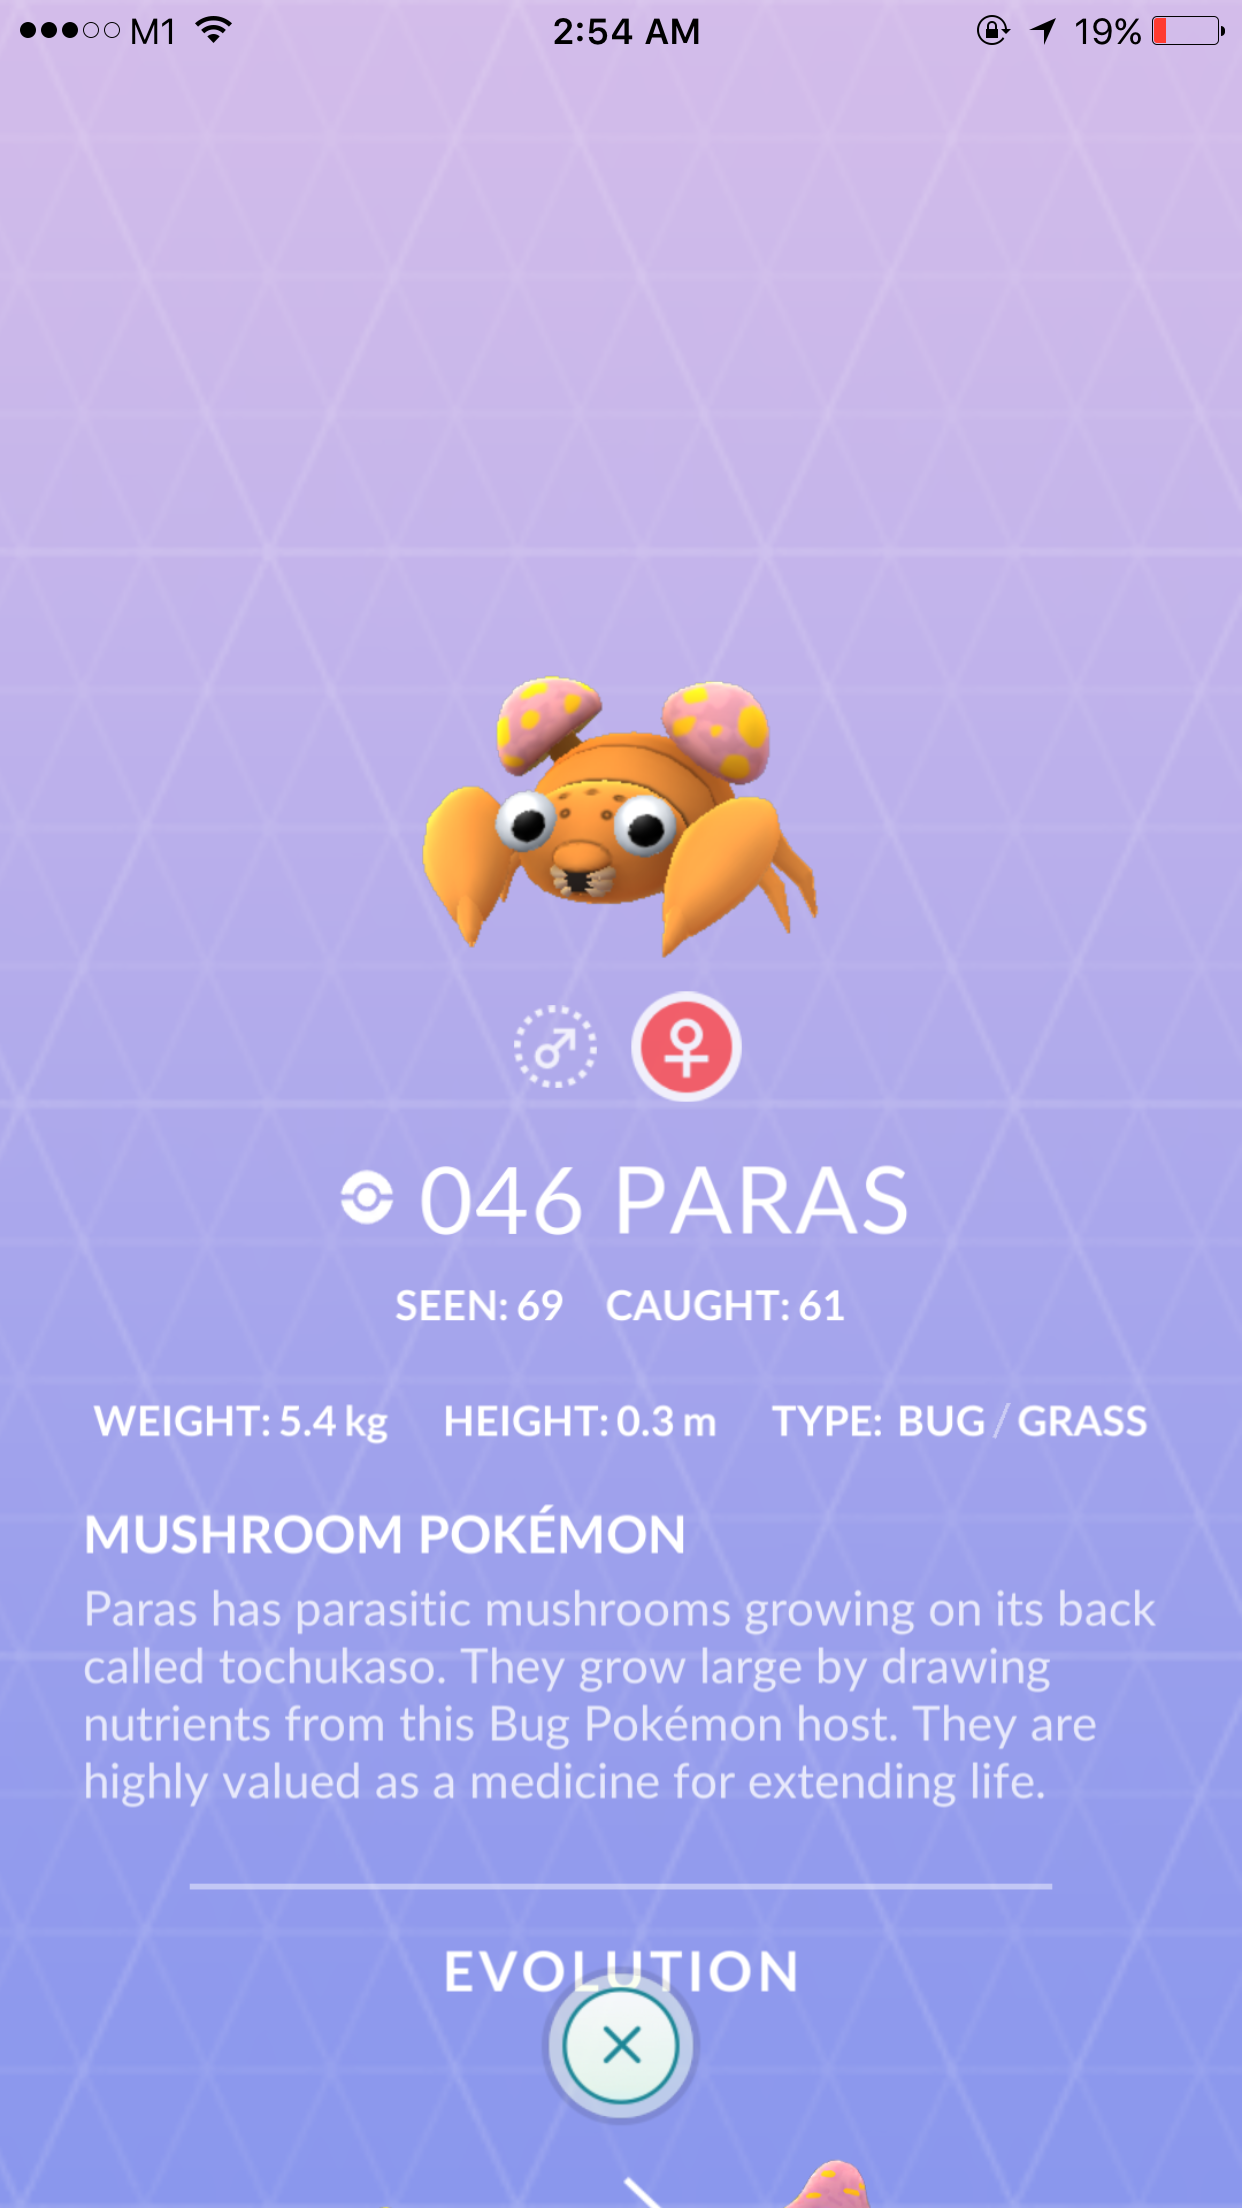 M1 2:54 AM 19%
046 PARAS
SEEN: 69 CAUGHT: 61
WEIGHT: 5.4 kg HEIGHT: 0.3 m TYPE: BUG / GRASS
MUSHROOM POKÉMON
Paras has parasitic mushrooms growing on its back
called tochukaso. They grow large by drawing
nutrients from this Bug Pokémon host. They are
highly valued as a medicine for extending life.
EVOLUTION